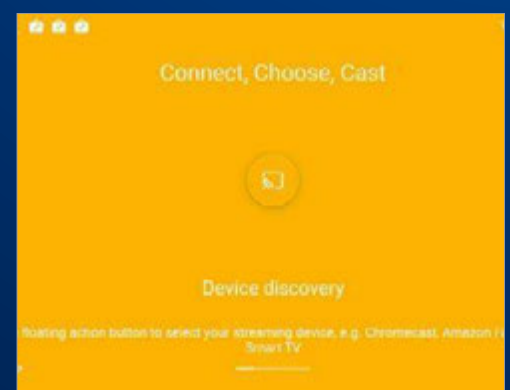 Connect, Choose, Cast
Device discovery
floating action button to select your streaming device, e.g. Chromecast, Amazon
Smart TV